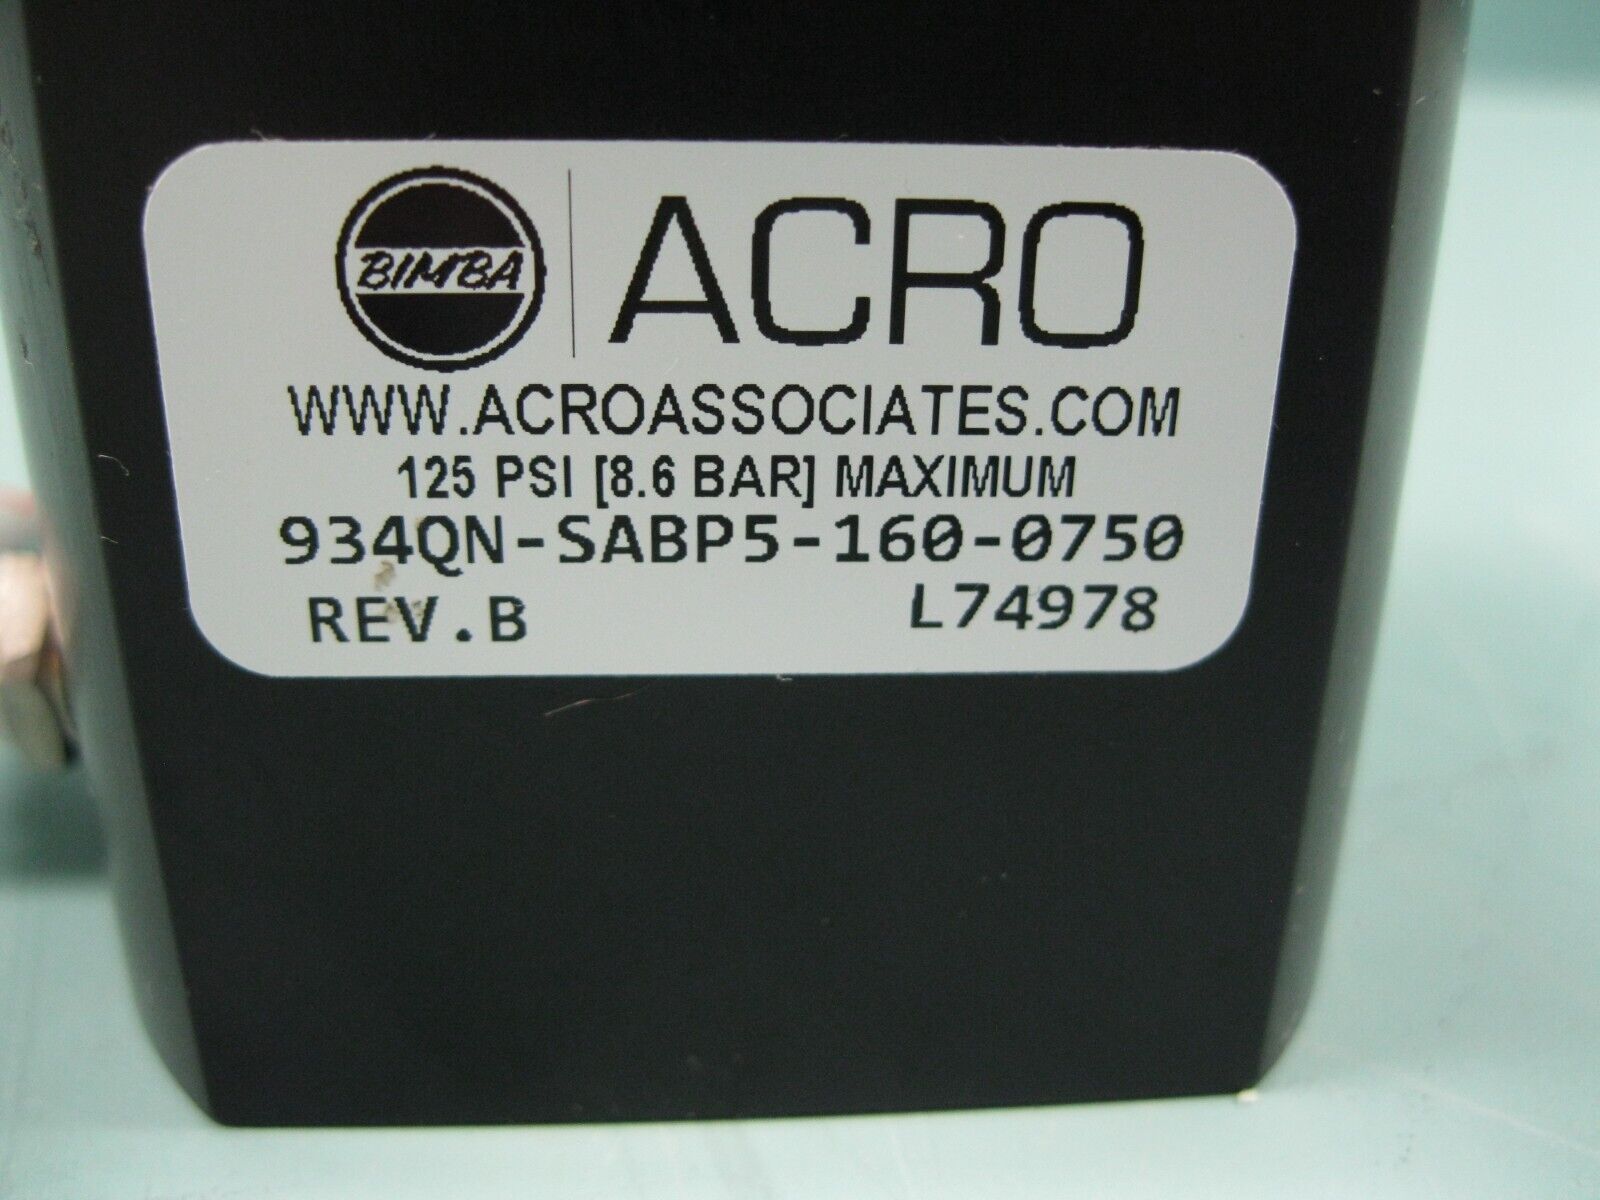 BIMBA ACRO
WWW.ACROASSOCIATES.COM
125 PSI [8.6 BAR] MAXIMUM
934QN-SABP5-160-0750
REV.B L74978